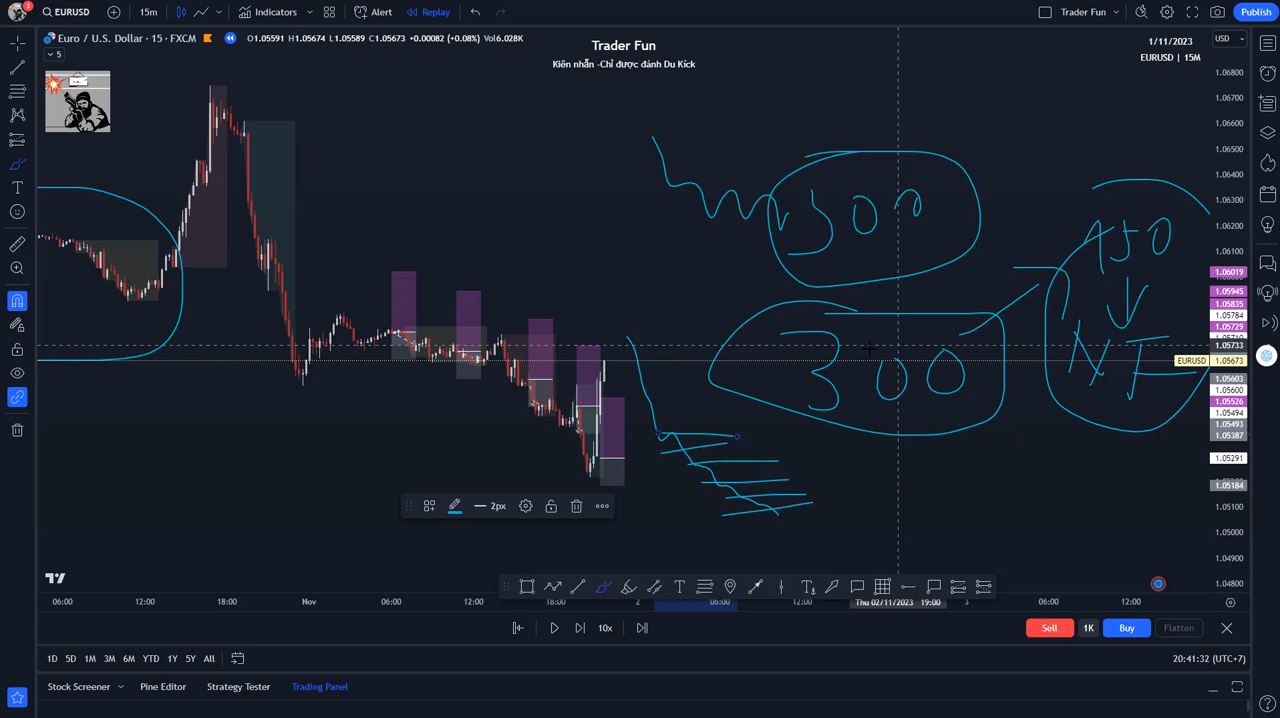 EURUSD
15m
Indicators
Alert
Replay
Trader Fun
Publish
Euro / U.S. Dollar · 15 · FXCM
O1.05591 H1.05674 L1.05589 C1.05673 +0.00082 (+0.08%) Vol6.028K
5
Trader Fun
Kiên nhẫn -Chỉ được đánh Du Kích
1/11/2023
EURUSD | 15M
USD
1.06800
1.06700
1.06600
1.06500
1.06400
1.06300
1.06200
1.06100
1.06019
1.05945
1.05835
1.05784
1.05729
1.05733
EURUSD 1.05673
1.05603
1.05600
1.05526
1.05494
1.05493
1.05387
1.05291
1.05184
1.05100
1.05000
1.04900
1.04800
500
300
150
2px
06:00
12:00
18:00
Nov
06:00
12:00
18:00
2
06:00
12:00
Thu 02/11/2023 19:00
3
06:00
12:00
10x
Sell
1K
Buy
Flatten
1D 5D 1M 3M 6M YTD 1Y 5Y All
20:41:32 (UTC+7)
Stock Screener
Pine Editor
Strategy Tester
Trading Panel